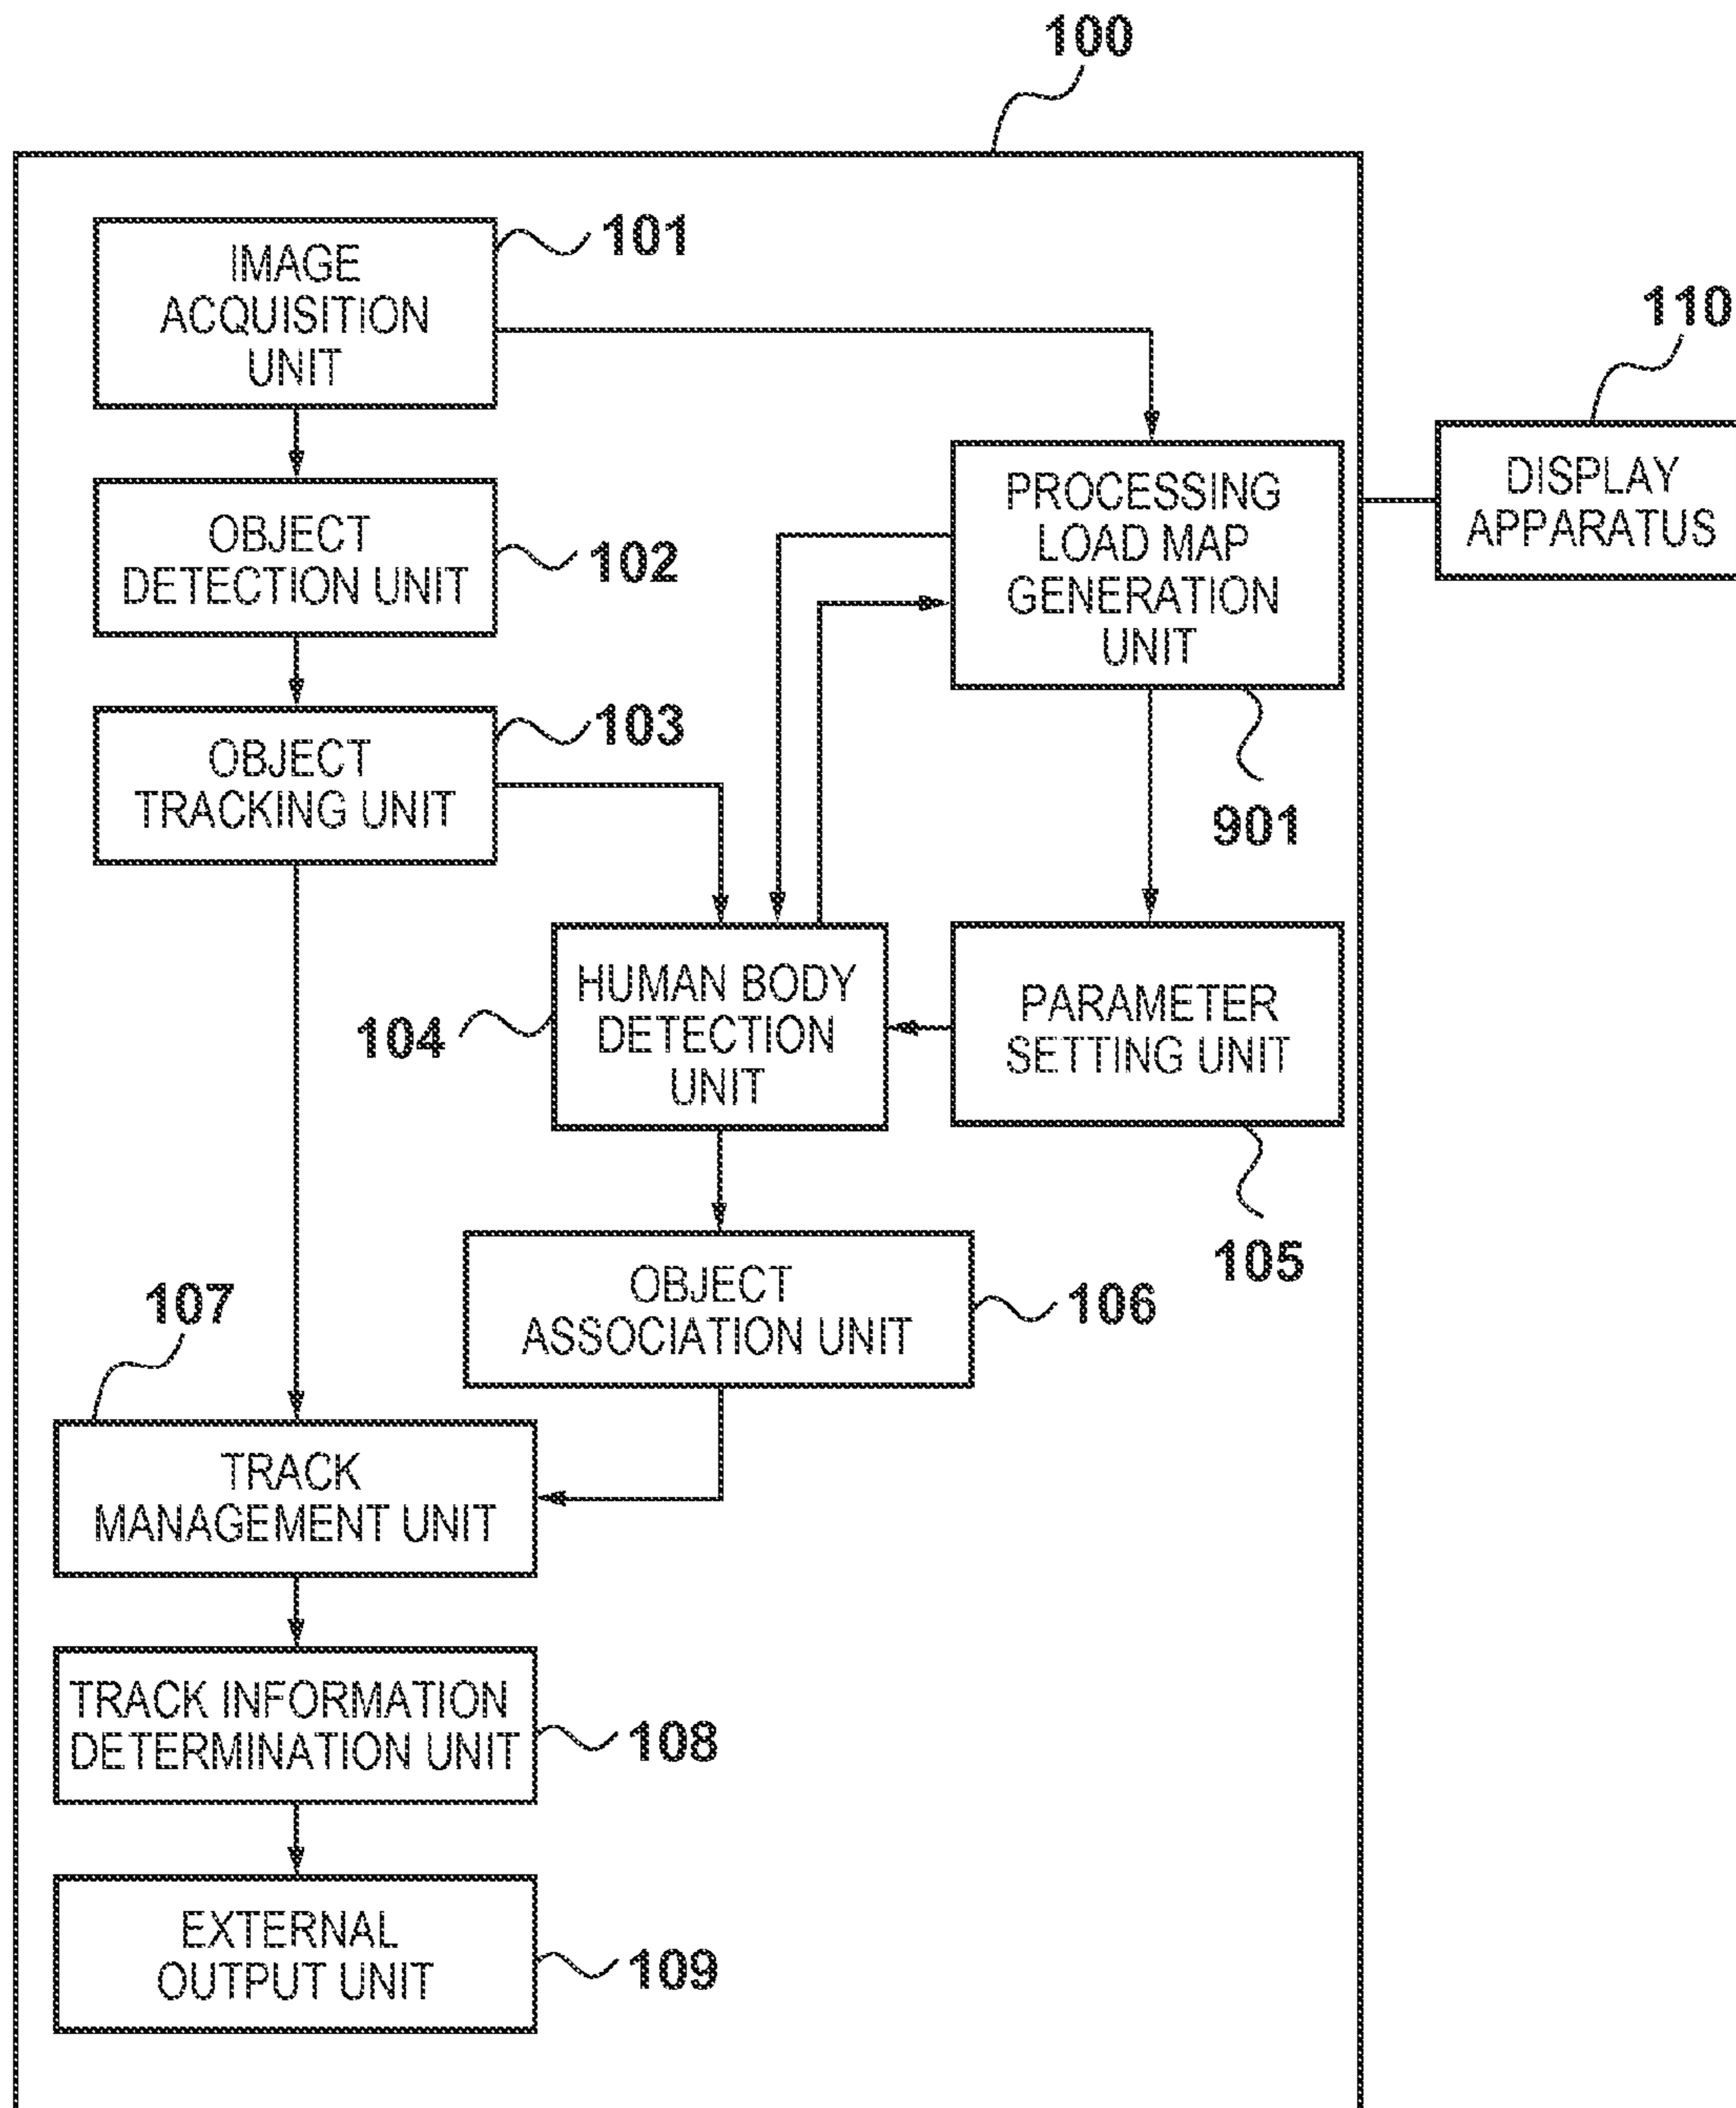 100
IMAGE
ACQUISITION
UNIT
101
110
DISPLAY
APPARATUS
PROCESSING
LOAD MAP
GENERATION
UNIT
901
OBJECT
DETECTION UNIT
102
OBJECT
TRACKING UNIT
103
HUMAN BODY
DETECTION
UNIT
104
PARAMETER
SETTING UNIT
105
OBJECT
ASSOCIATION UNIT
106
107
TRACK
MANAGEMENT UNIT
TRACK INFORMATION
DETERMINATION UNIT
108
EXTERNAL
OUTPUT UNIT
109